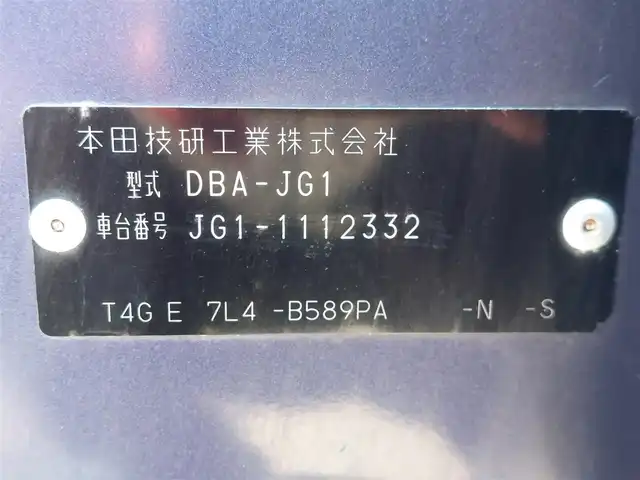 本田技研工業株式会社
型式 DBA-JG1
車台番号 JG1-1112332
T4G E 7L4 -B589PA -N -S